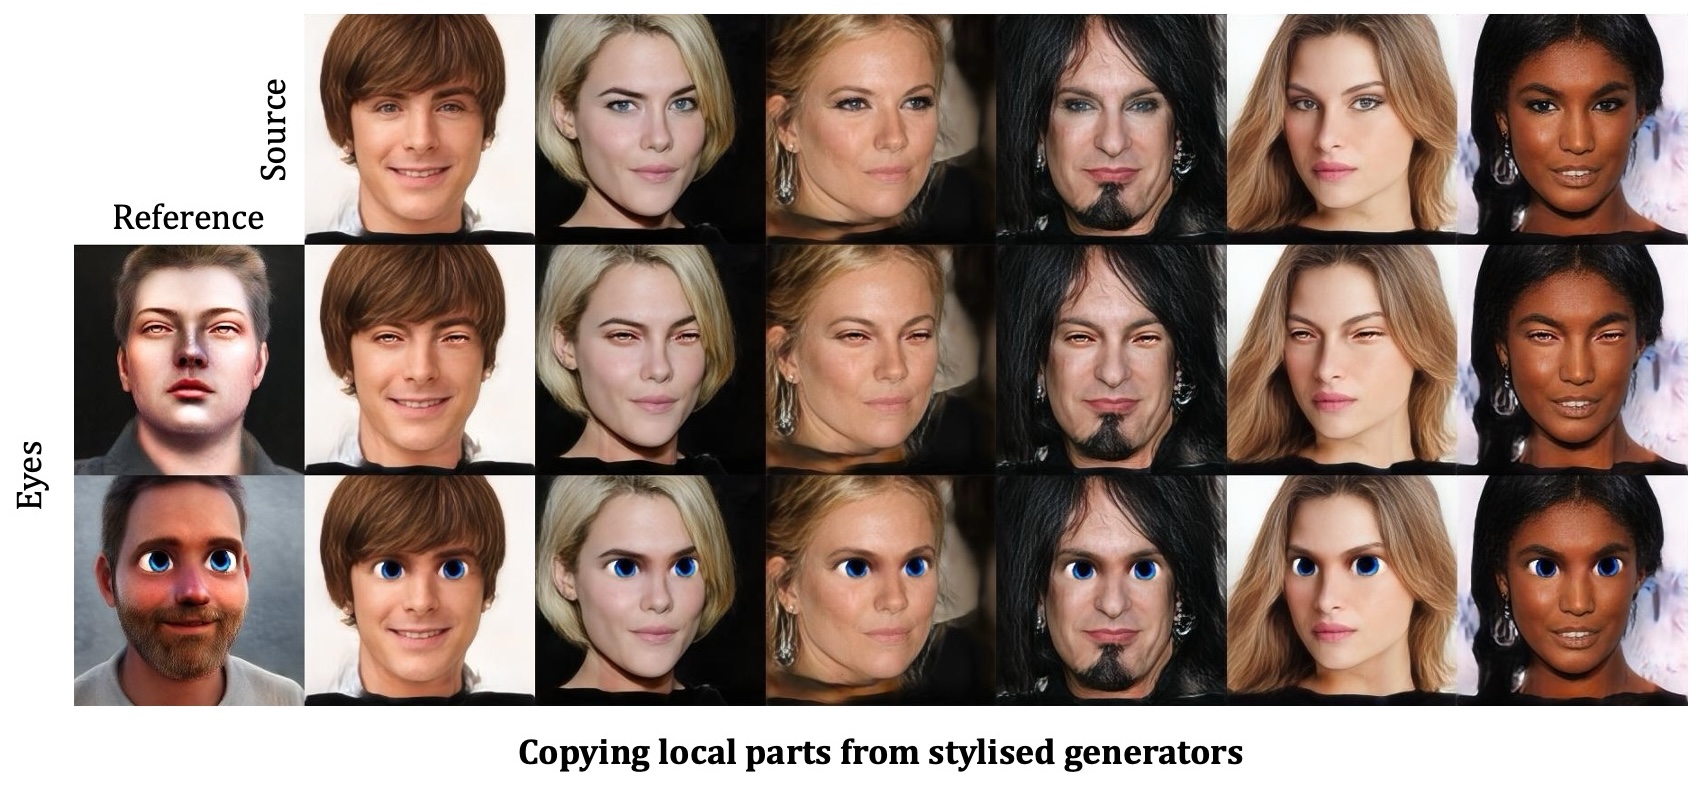 Source
Reference
Eyes
Copying local parts from stylised generators